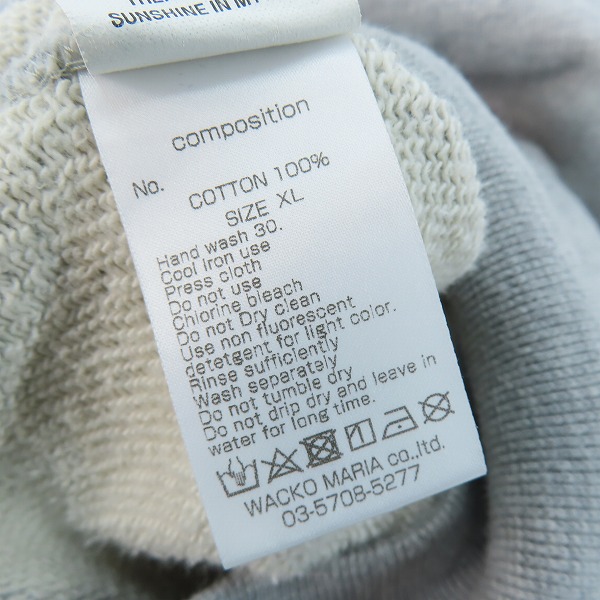 SUNSHINE IN MY
composition
No.
COTTON 100%
SIZE XL
Hand wash 30.
Cool iron use
Press cloth
Do not use
Chlorine bleach
Do not Dry clean
Use non fluorescent
detetgent for light color.
Rinse sufficiently
Wash separately
Do not tumble dry
Do not drip dry and leave in
water for long time.
WACKO MARIA co.,ltd.
03-5708-5277